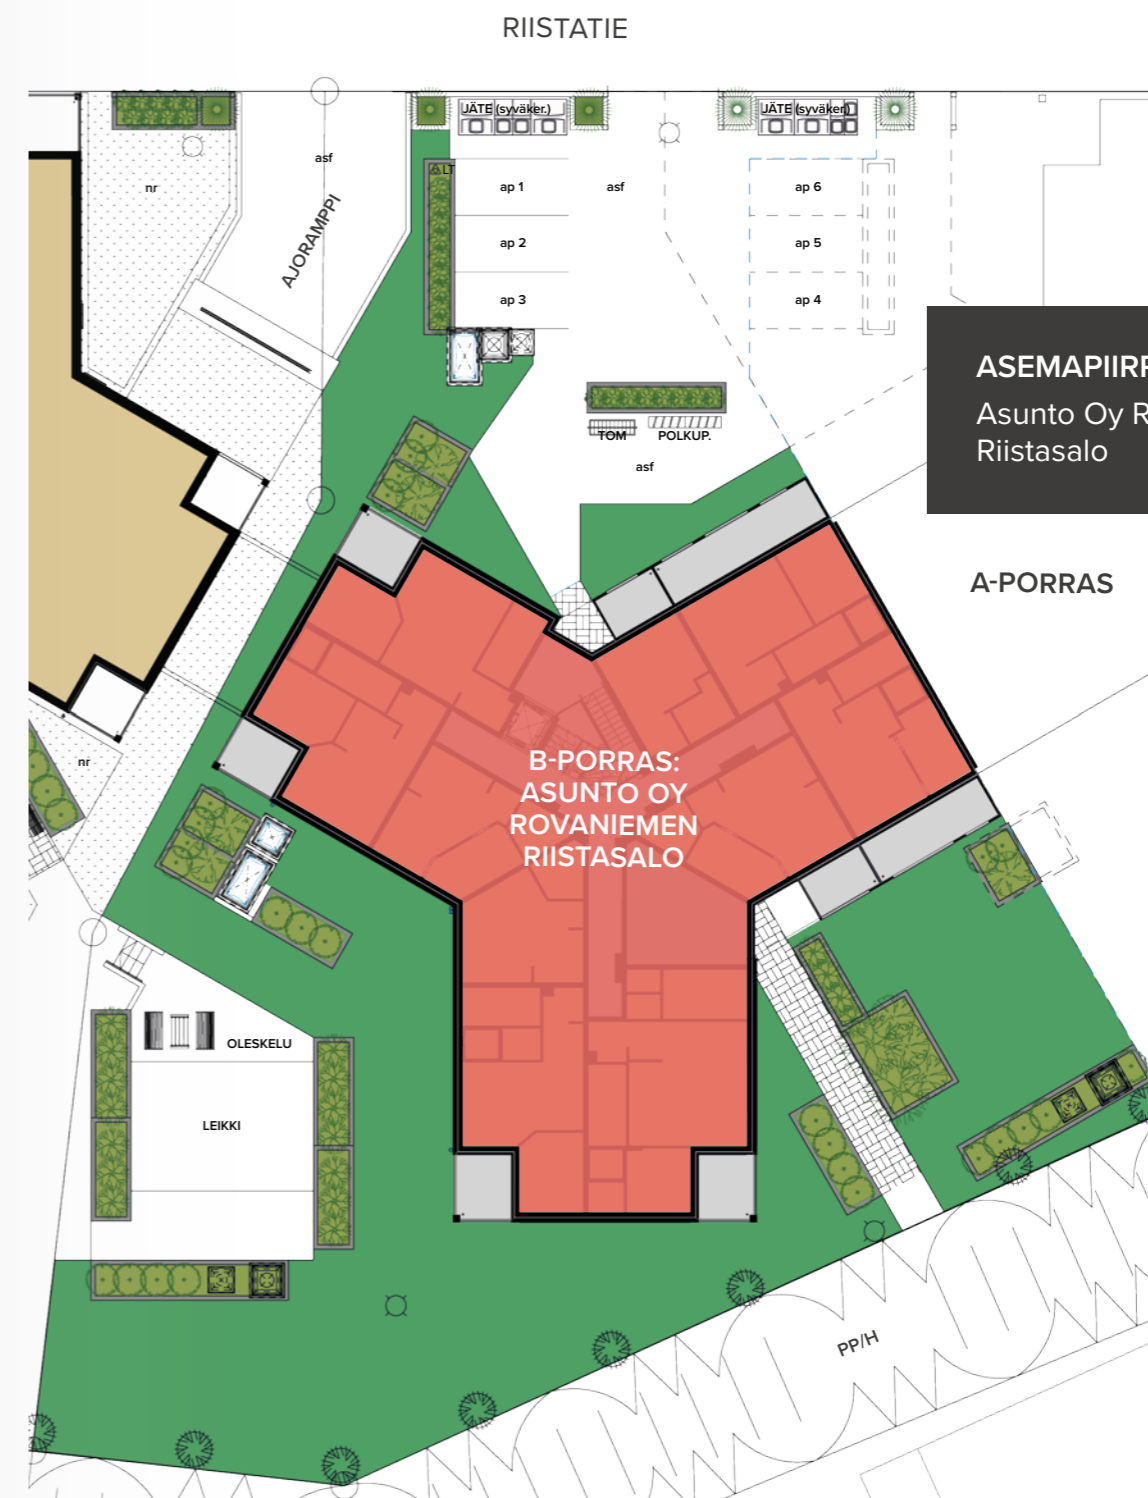 RIISTATIE
JÄTE (syväker.)
JÄTE (syväker.)
asf
nr
LT
ap 1
asf
ap 6
AJORAMPPI
ap 2
ap 5
ap 3
ap 4
ASEMAPIIRR
Asunto Oy R
Riistasalo
TOM
POLKUP.
asf
A-PORRAS
B-PORRAS:
ASUNTO OY
ROVANIEMEN
RIISTASALO
nr
OLESKELU
LEIKKI
PP/H